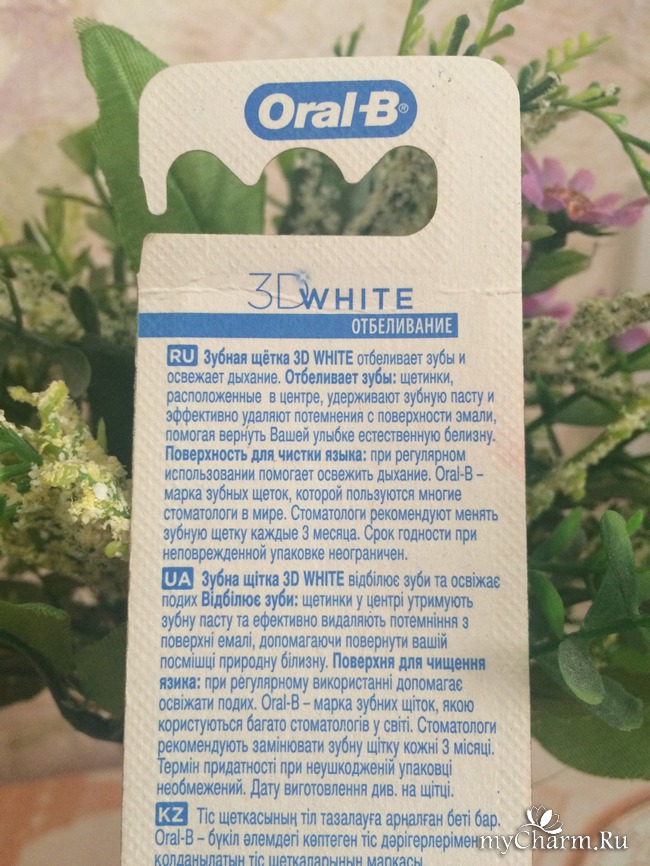 Oral-B®
3D WHITE
ОТБЕЛИВАНИЕ
RU Зубная щётка 3D WHITE отбеливает зубы и
освежает дыхание. Отбеливает зубы: щетинки,
расположенные в центре, удерживают зубную пасту и
эффективно удаляют потемнения с поверхности эмали,
помогая вернуть Вашей улыбке естественную белизну.
Поверхность для чистки языка: при регулярном
использовании помогает освежить дыхание. Oral-B –
марка зубных щеток, которой пользуются многие
стоматологи в мире. Стоматологи рекомендуют менять
зубную щетку каждые 3 месяца. Срок годности при
неповрежденной упаковке неограничен.
UA Зубна щітка 3D WHITE відбілює зуби та освіжає
подих Відбілює зуби: щетинки у центрі утримують
зубну пасту та ефективно видаляють потемніння з
поверхні емалі, допомагаючи повернути вашій
посмішці природну білизну. Поверхня для чищення
язика: при регулярному використанні допомагає
освіжати подих. Oral-B – марка зубних щіток, якою
користуються багато стоматологів у світі. Стоматологи
рекомендують замінювати зубну щітку кожні 3 місяці.
Термін придатності при неушкодженій упаковці
необмежений. Дату виготовлення див. на щітці.
KZ Тіс щеткасының тіл тазалауға арналған беті бар.
Oral-B – бүкіл әлемдегі көптеген тіс дәрігерлерімен
қолданылатын тіс щеткаларының маркасы
myCharm.Ru